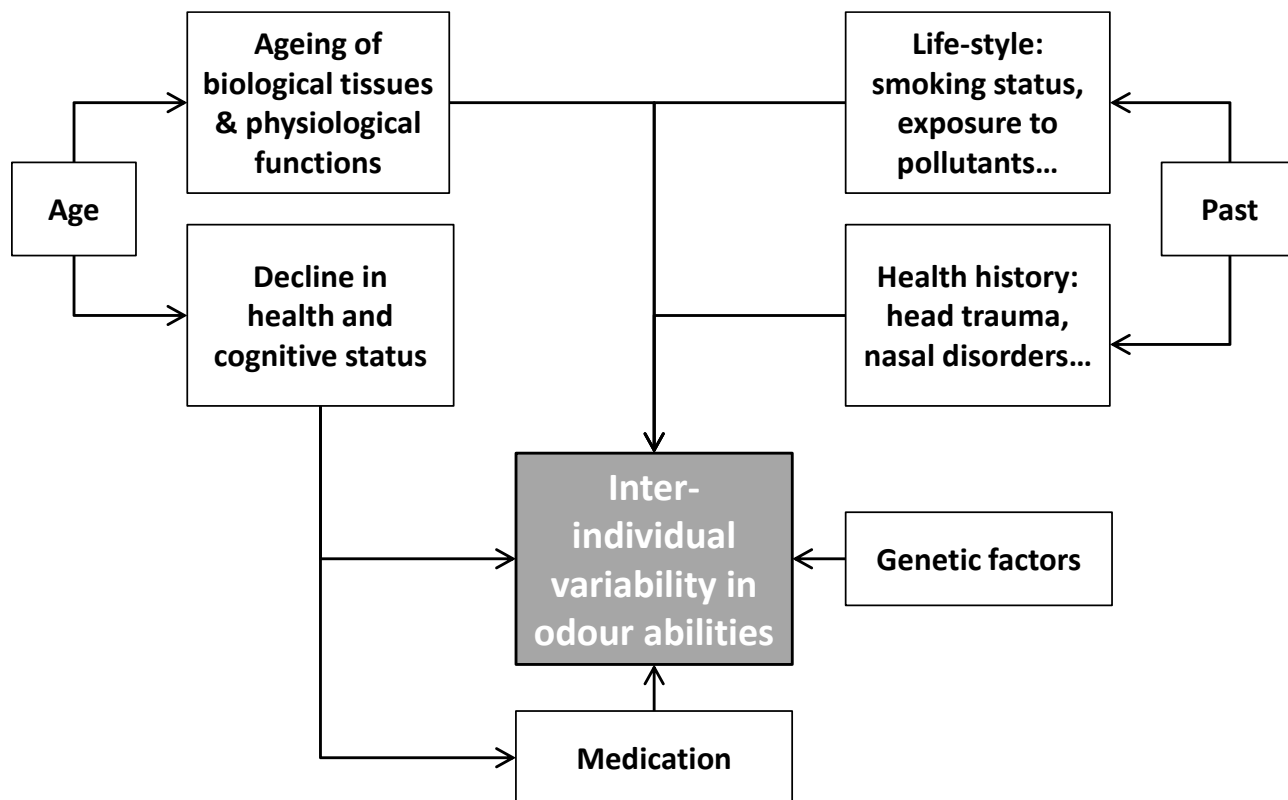 Ageing of
biological tissues
& physiological
functions
Life-style:
smoking status,
exposure to
pollutants…
Age
Past
Decline in
health and
cognitive status
Health history:
head trauma,
nasal disorders…
Inter-
individual
variability in
odour abilities
Genetic factors
Medication